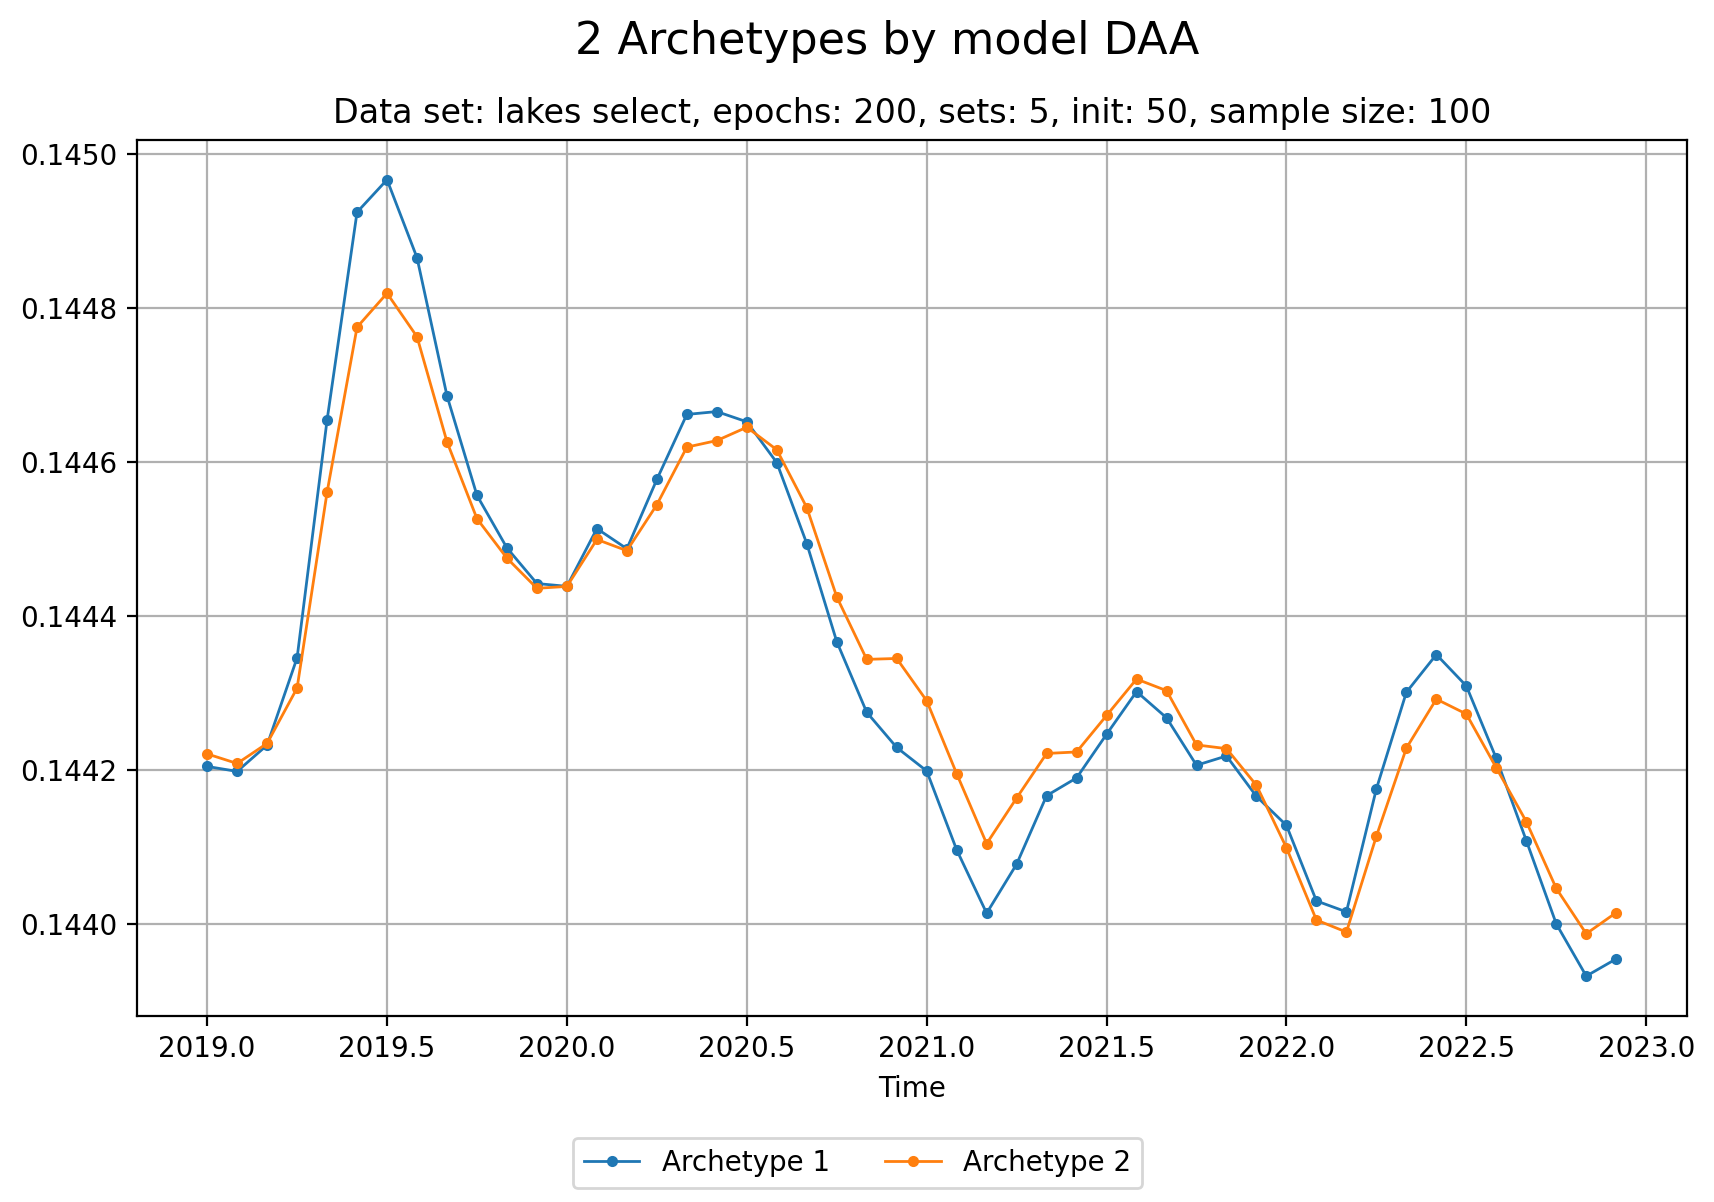 2 Archetypes by model DAA
Data set: lakes select, epochs: 200, sets: 5, init: 50, sample size: 100
0.1450
0.1448
0.1446
0.1444
0.1442
0.1440
2019.0 2019.5 2020.0 2020.5 2021.0 2021.5 2022.0 2022.5 2023.0
Time
Archetype 1 Archetype 2